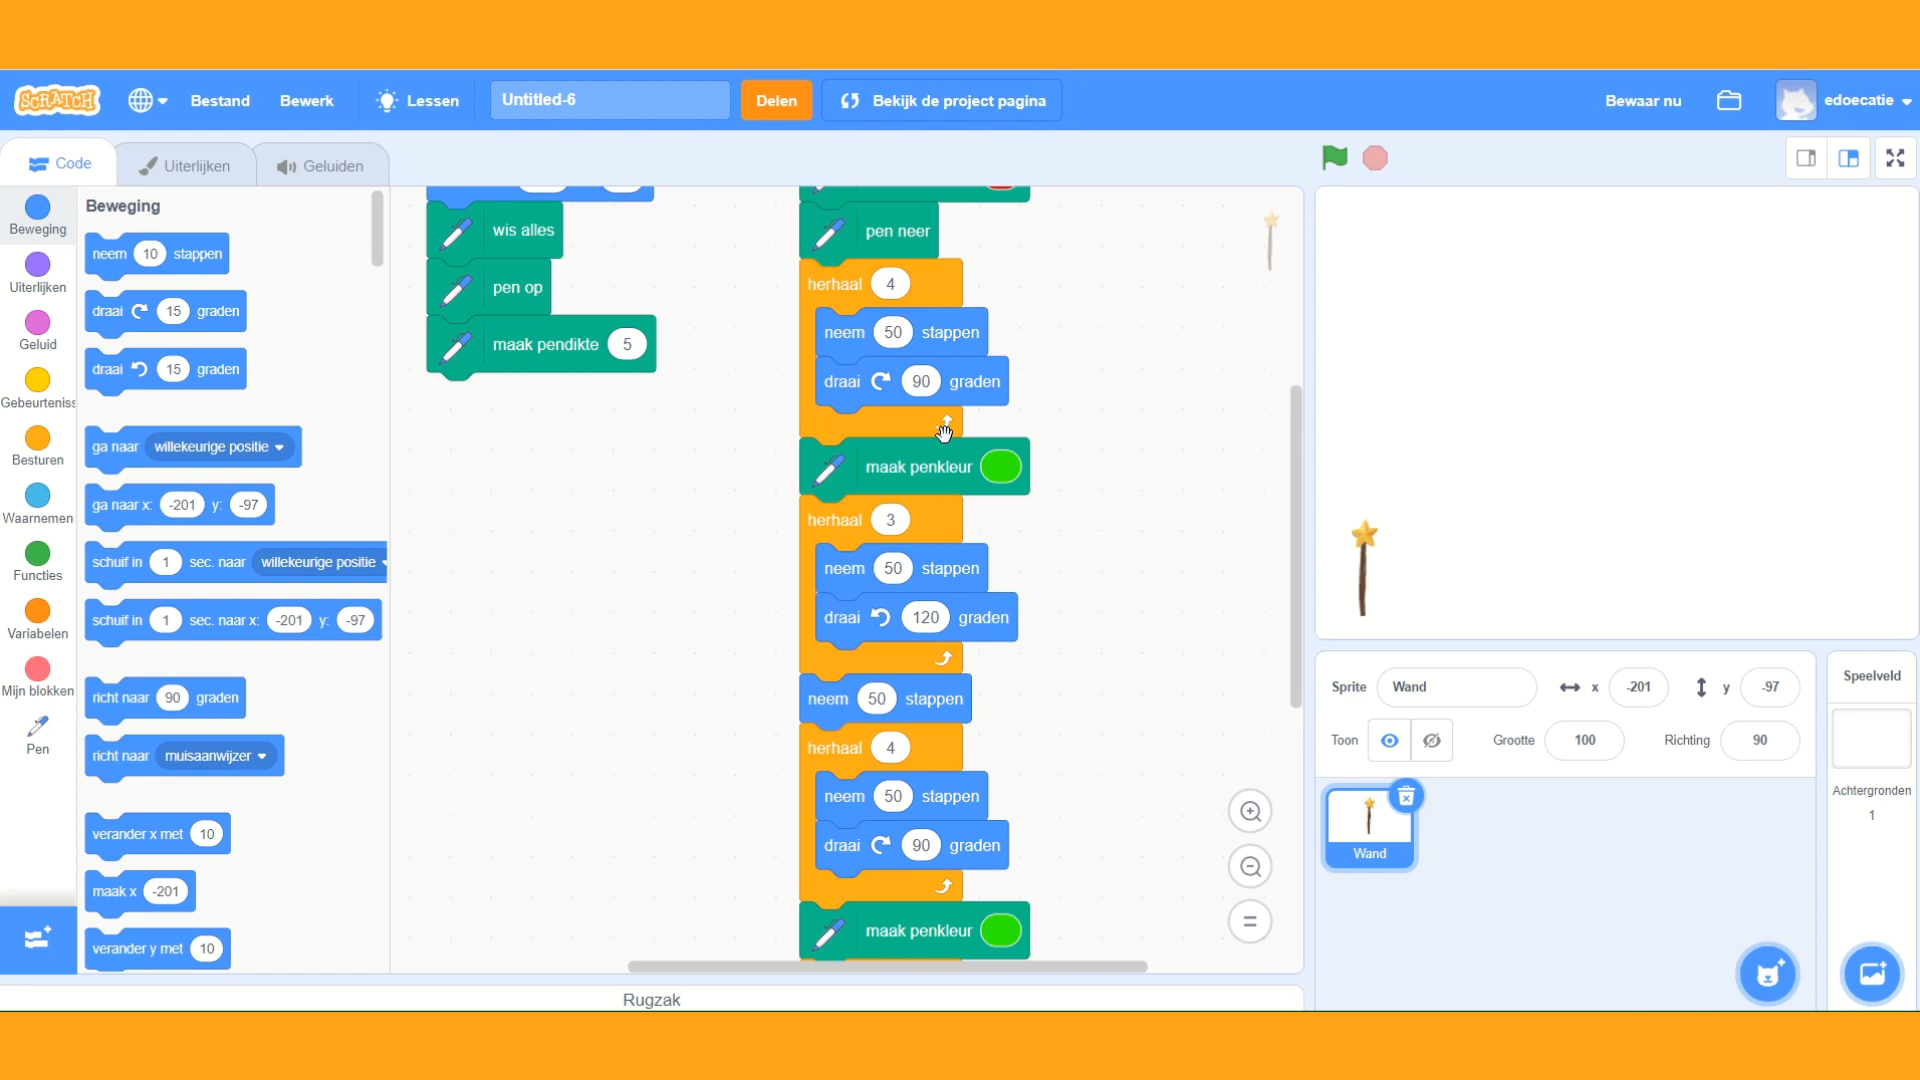 SCRATCH
Bestand
Bewerk
Lessen
Untitled-6
Delen
Bekijk de project pagina
Bewaar nu
edoecatie
Code
Uiterlijken
Geluiden
Beweging
Uiterlijken
Geluid
Gebeurteniss
Besturen
Waarnemen
Functies
Variabelen
Mijn blokken
Pen
Beweging
neem 10 stappen
draai 15 graden
draai 15 graden
ga naar willekeurige positie
ga naar x: -201 y: -97
schuif in 1 sec. naar willekeurige positie
schuif in 1 sec. naar x: -201 y: -97
richt naar 90 graden
richt naar muisaanwijzer
verander x met 10
maak x -201
verander y met 10
wis alles
pen op
maak pendikte 5
pen neer
herhaal 4
neem 50 stappen
draai 90 graden
maak penkleur
herhaal 3
neem 50 stappen
draai 120 graden
neem 50 stappen
herhaal 4
neem 50 stappen
draai 90 graden
maak penkleur
Rugzak
Sprite Wand x -201 y -97
Toon Grootte 100 Richting 90
Wand
Speelveld
Achtergronden
1